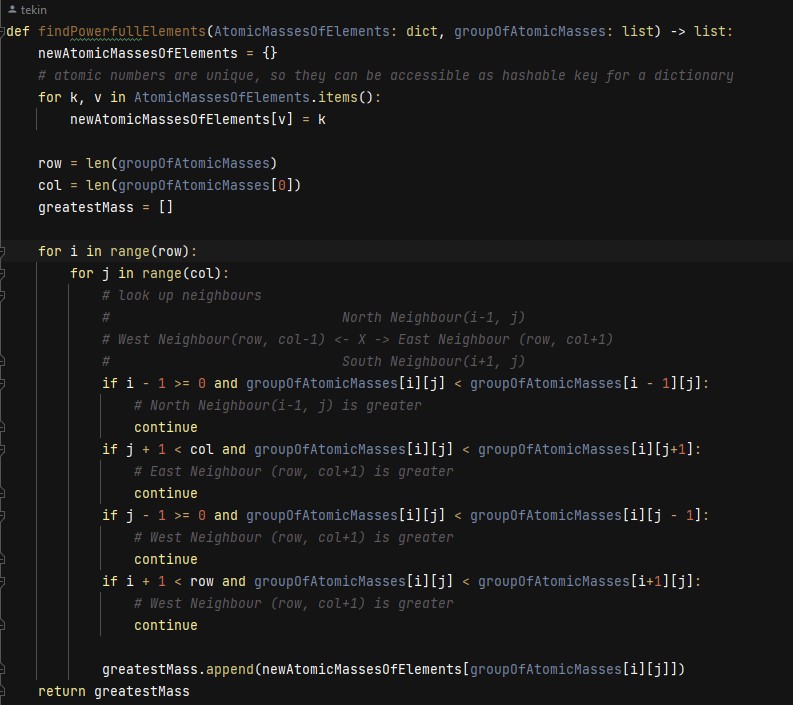 tekin
def findPowerfullElements(AtomicMassesOfElements: dict, groupOfAtomicMasses: list) -> list:
    newAtomicMassesOfElements = {}
    # atomic numbers are unique, so they can be accessible as hashable key for a dictionary
    for k, v in AtomicMassesOfElements.items():
        newAtomicMassesOfElements[v] = k

    row = len(groupOfAtomicMasses)
    col = len(groupOfAtomicMasses[0])
    greatestMass = []

    for i in range(row):
        for j in range(col):
            # look up neighbours
            #                             North Neighbour(i-1, j)
            # West Neighbour(row, col-1) <- X -> East Neighbour (row, col+1)
            #                             South Neighbour(i+1, j)
            if i - 1 >= 0 and groupOfAtomicMasses[i][j] < groupOfAtomicMasses[i - 1][j]:
                # North Neighbour(i-1, j) is greater
                continue
            if j + 1 < col and groupOfAtomicMasses[i][j] < groupOfAtomicMasses[i][j+1]:
                # East Neighbour (row, col+1) is greater
                continue
            if j - 1 >= 0 and groupOfAtomicMasses[i][j] < groupOfAtomicMasses[i][j - 1]:
                # West Neighbour (row, col+1) is greater
                continue
            if i + 1 < row and groupOfAtomicMasses[i][j] < groupOfAtomicMasses[i+1][j]:
                # West Neighbour (row, col+1) is greater
                continue

            greatestMass.append(newAtomicMassesOfElements[groupOfAtomicMasses[i][j]])
    return greatestMass